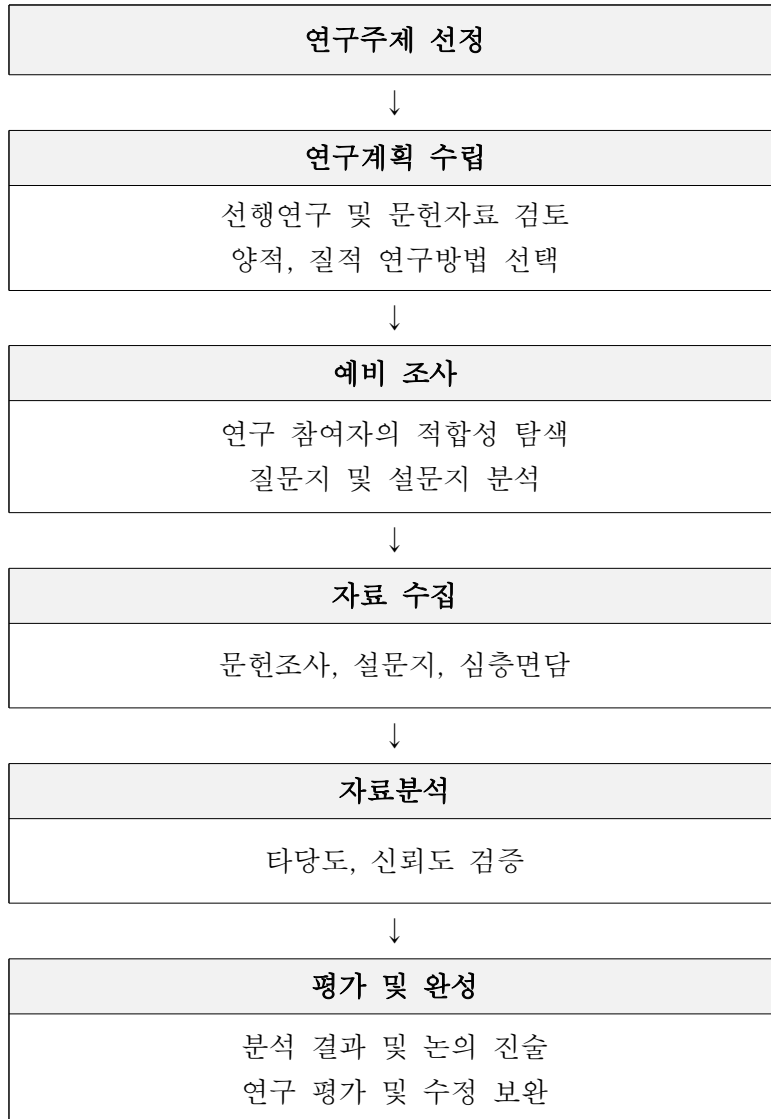 연구주제 선정
↓
연구계획 수립
선행연구 및 문헌자료 검토
양적, 질적 연구방법 선택
↓
예비 조사
연구 참여자의 적합성 탐색
질문지 및 설문지 분석
↓
자료 수집
문헌조사, 설문지, 심층면담
↓
자료분석
타당도, 신뢰도 검증
↓
평가 및 완성
분석 결과 및 논의 진술
연구 평가 및 수정 보완